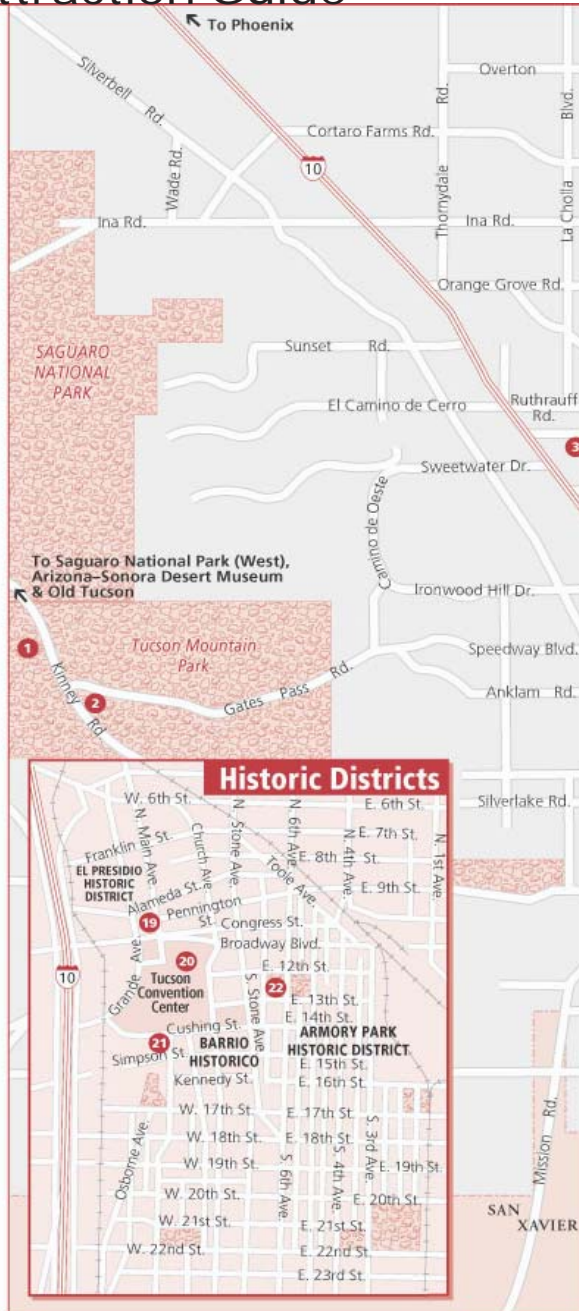 To Phoenix
Overton
Silverbell Rd.
Cortaro Farms Rd.
Wade Rd.
10
Thornydale Rd.
La Cholla Blvd.
Ina Rd.
Ina Rd.
Orange Grove Rd.
SAGUARO
NATIONAL
PARK
Sunset Rd.
El Camino de Cerro
Ruthrauff
Rd.
3
Sweetwater Dr.
Camino de Oeste
To Saguaro National Park (West),
Arizona–Sonora Desert Museum
& Old Tucson
Ironwood Hill Dr.
1
Tucson Mountain
Park
Speedway Blvd.
Kinney Rd.
2
Gates Pass Rd.
Anklam Rd.
Silverlake Rd.
Mission Rd.
SAN
XAVIER
Historic Districts
W. 6th St.
E. 6th St.
N. Main Ave.
Church Ave
N. Stone Ave.
N. 6th Ave.
N. 4th Ave.
N. 1st Ave.
E. 7th St.
Franklin St.
E. 8th St.
Toole Ave.
EL PRESIDIO
HISTORIC
DISTRICT
E. 9th St.
Alameda St.
Pennington
St.
19
Congress St.
Broadway Blvd.
Grande Ave.
20
E. 12th St.
10
Tucson
Convention
Center
22
E. 13th St.
S. Stone Ave
E. 14th St.
Cushing St.
21
BARRIO
HISTORICO
ARMORY PARK
HISTORIC DISTRICT
Simpson St.
E. 15th St.
Kennedy St.
E. 16th St.
W. 17th St.
E. 17th St.
Osborne Ave.
W. 18th St.
E. 18th St.
S. 6th Ave.
S. 4th Ave.
S. 3rd Ave.
W. 19th St.
E. 19th St.
W. 20th St.
E. 20th St.
W. 21st St.
E. 21st St.
W. 22nd St.
E. 22nd St.
E. 23rd St.